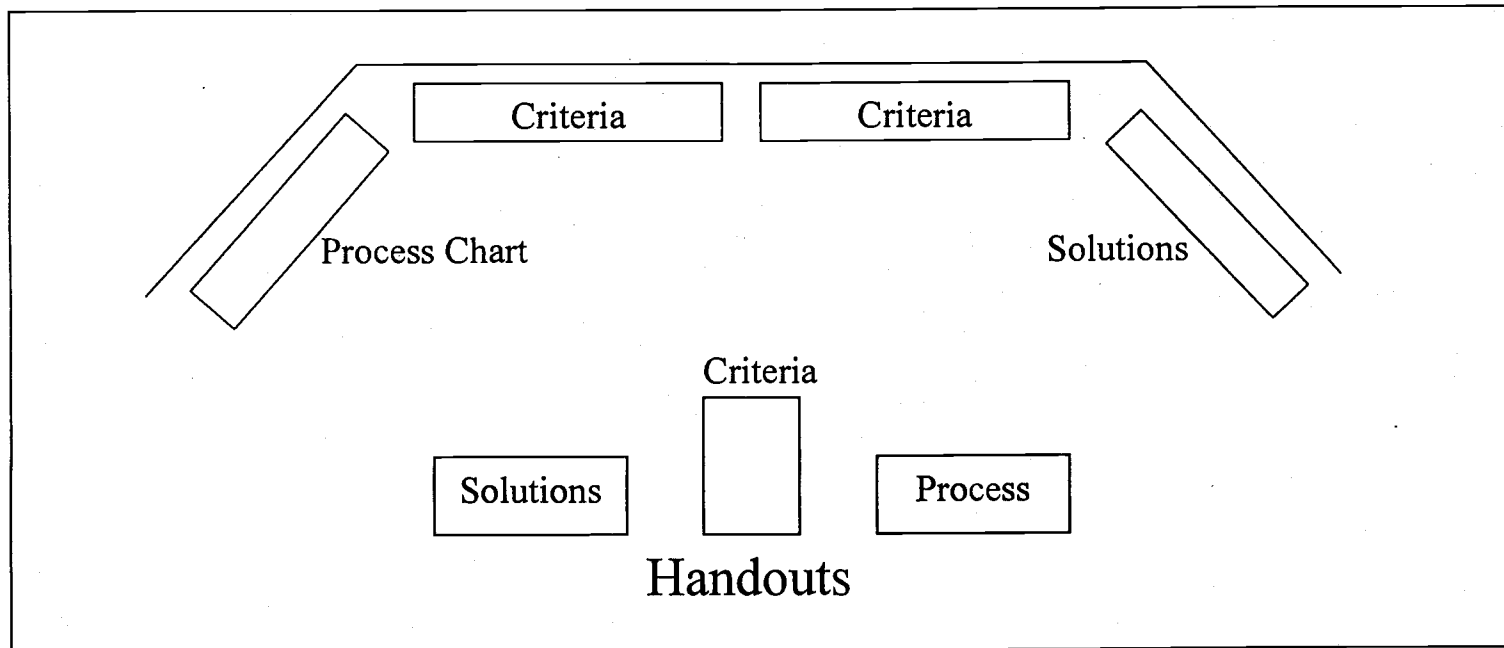 Criteria
Criteria
Process Chart
Solutions
Criteria
Solutions
Process
Handouts